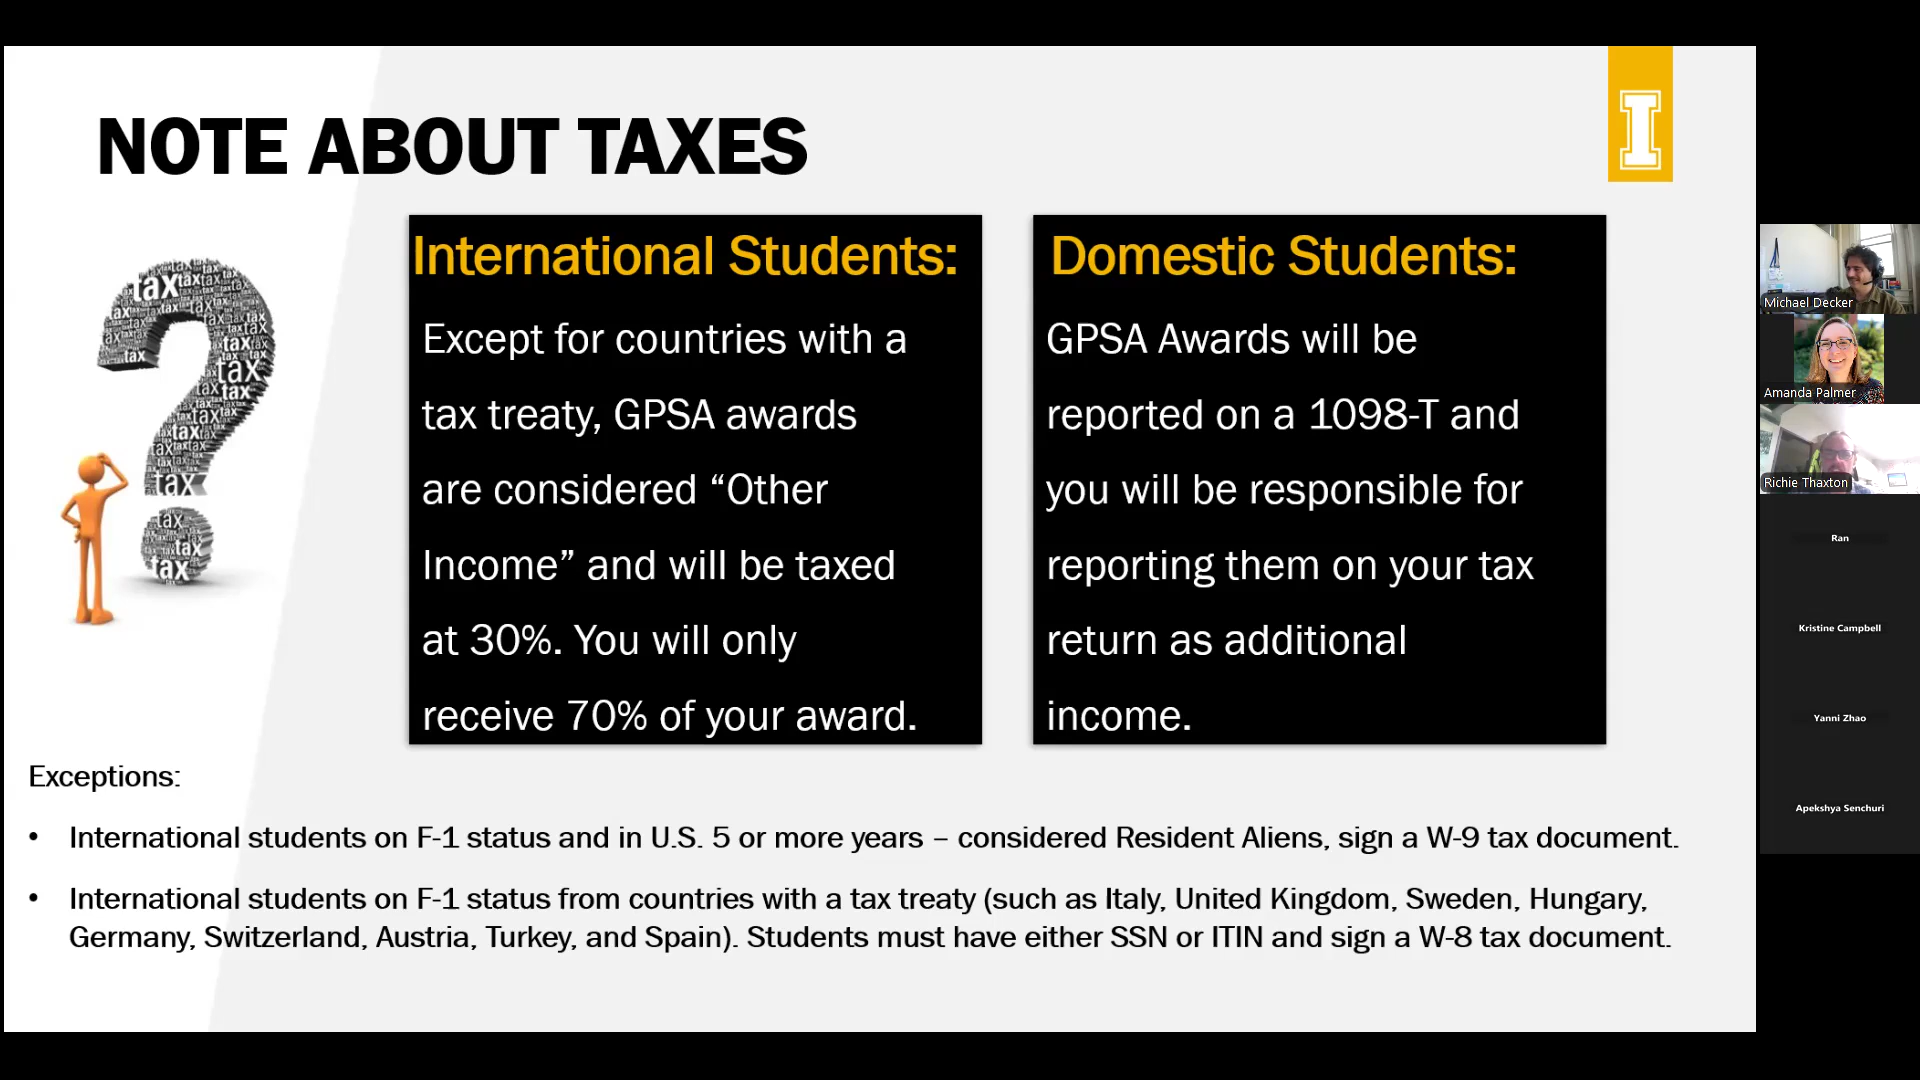 NOTE ABOUT TAXES
I
tax
International Students:
Except for countries with a
tax treaty, GPSA awards
are considered “Other
Income” and will be taxed
at 30%. You will only
receive 70% of your award.
Domestic Students:
GPSA Awards will be
reported on a 1098-T and
you will be responsible for
reporting them on your tax
return as additional
income.
Exceptions:
• International students on F-1 status and in U.S. 5 or more years – considered Resident Aliens, sign a W-9 tax document.
• International students on F-1 status from countries with a tax treaty (such as Italy, United Kingdom, Sweden, Hungary,
Germany, Switzerland, Austria, Turkey, and Spain). Students must have either SSN or ITIN and sign a W-8 tax document.
Michael Decker
Amanda Palmer
Richie Thaxton
Ran
Kristine Campbell
Yanni Zhao
Apekshya Senchuri